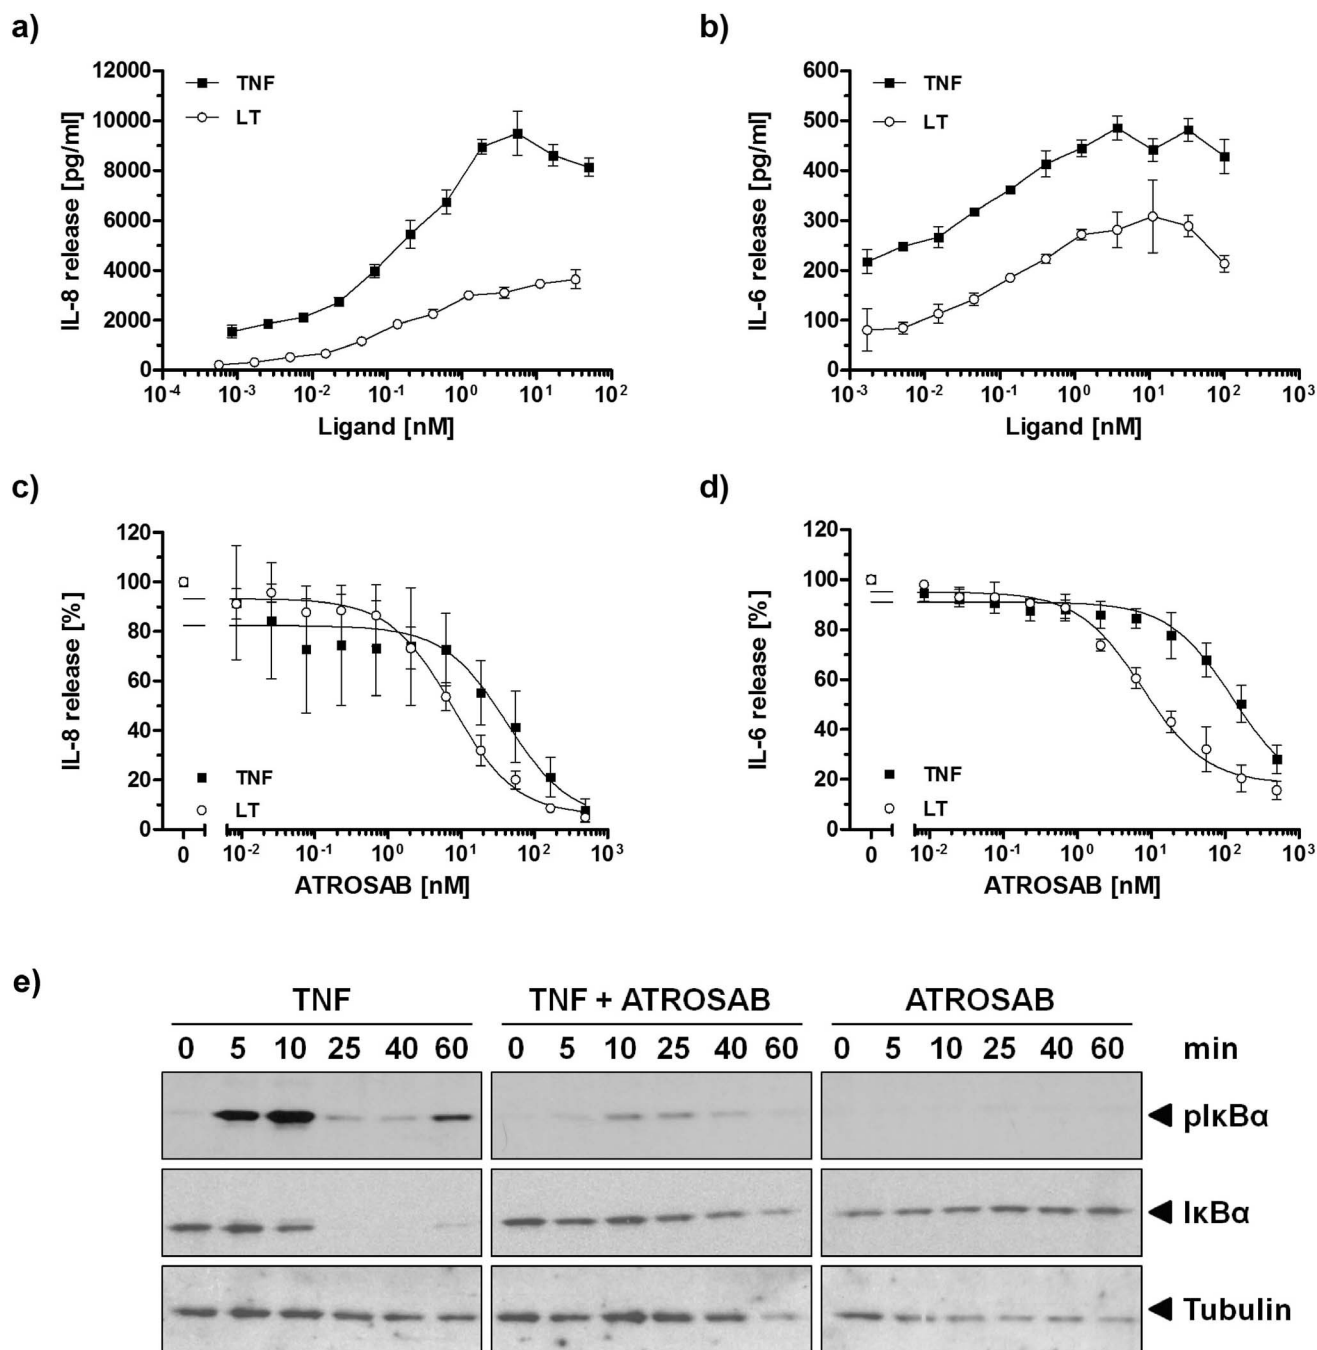 a)
TNF
LT
IL-8 release [pg/ml]
12000
10000
8000
6000
4000
2000
0
10⁻⁴ 10⁻³ 10⁻² 10⁻¹ 10⁰ 10¹ 10²
Ligand [nM]
b)
TNF
LT
IL-6 release [pg/ml]
600
500
400
300
200
100
0
10⁻³ 10⁻² 10⁻¹ 10⁰ 10¹ 10² 10³
Ligand [nM]
c)
IL-8 release [%]
120
100
80
60
40
20
0
TNF
LT
0 10⁻² 10⁻¹ 10⁰ 10¹ 10² 10³
ATROSAB [nM]
d)
IL-6 release [%]
120
100
80
60
40
20
0
TNF
LT
0 10⁻² 10⁻¹ 10⁰ 10¹ 10² 10³
ATROSAB [nM]
e)
TNF TNF + ATROSAB ATROSAB
0 5 10 25 40 60 0 5 10 25 40 60 0 5 10 25 40 60 min
pIκBα
IκBα
Tubulin